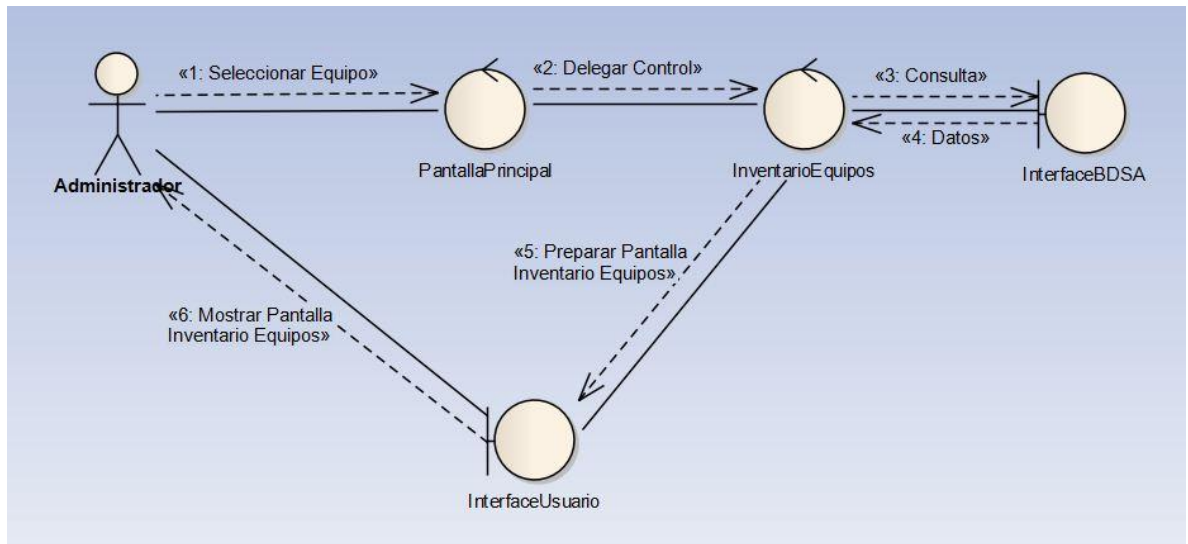 «1: Seleccionar Equipo»
«2: Delegar Control»
«3: Consulta»
«4: Datos»
Administrador
PantallaPrincipal
InventarioEquipos
InterfaceBDSA
«5: Preparar Pantalla
Inventario Equipos»
«6: Mostrar Pantalla
Inventario Equipos»
InterfaceUsuario